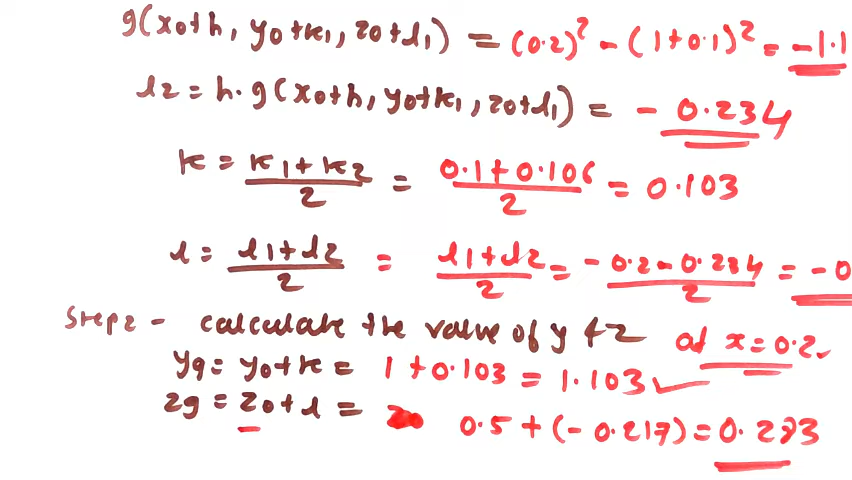 g(x0+h, y0+k1, z0+l1) = (0.2)² - (1+0.1)² = -1.1
l2 = h. g(x0+h, y0+k1, z0+l1) = - 0.234
k = k1+k2/2 = 0.1+0.106/2 = 0.103
l = l1+l2/2 = l1+l2/2 = -0.2-0.234/2 = -0
Step2 - calculate the value of y & z at x=0.2
y9= y0+k = 1+0.103 = 1.103 ✓
z9 = z0+l = 0.5+(-0.217)=0.283